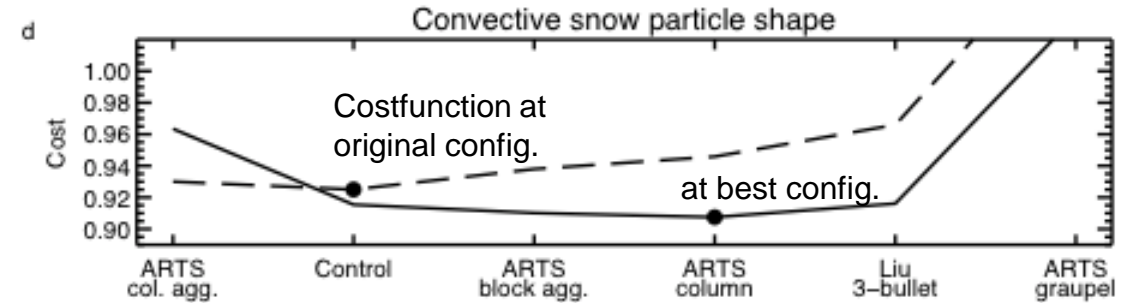 d
Convective snow particle shape
Cost
1.00
0.98
0.96
0.94
0.92
0.90
Costfunction at
original config.
at best config.
ARTS
col. agg.
Control
ARTS
block agg.
ARTS
column
Liu
3-bullet
ARTS
graupel